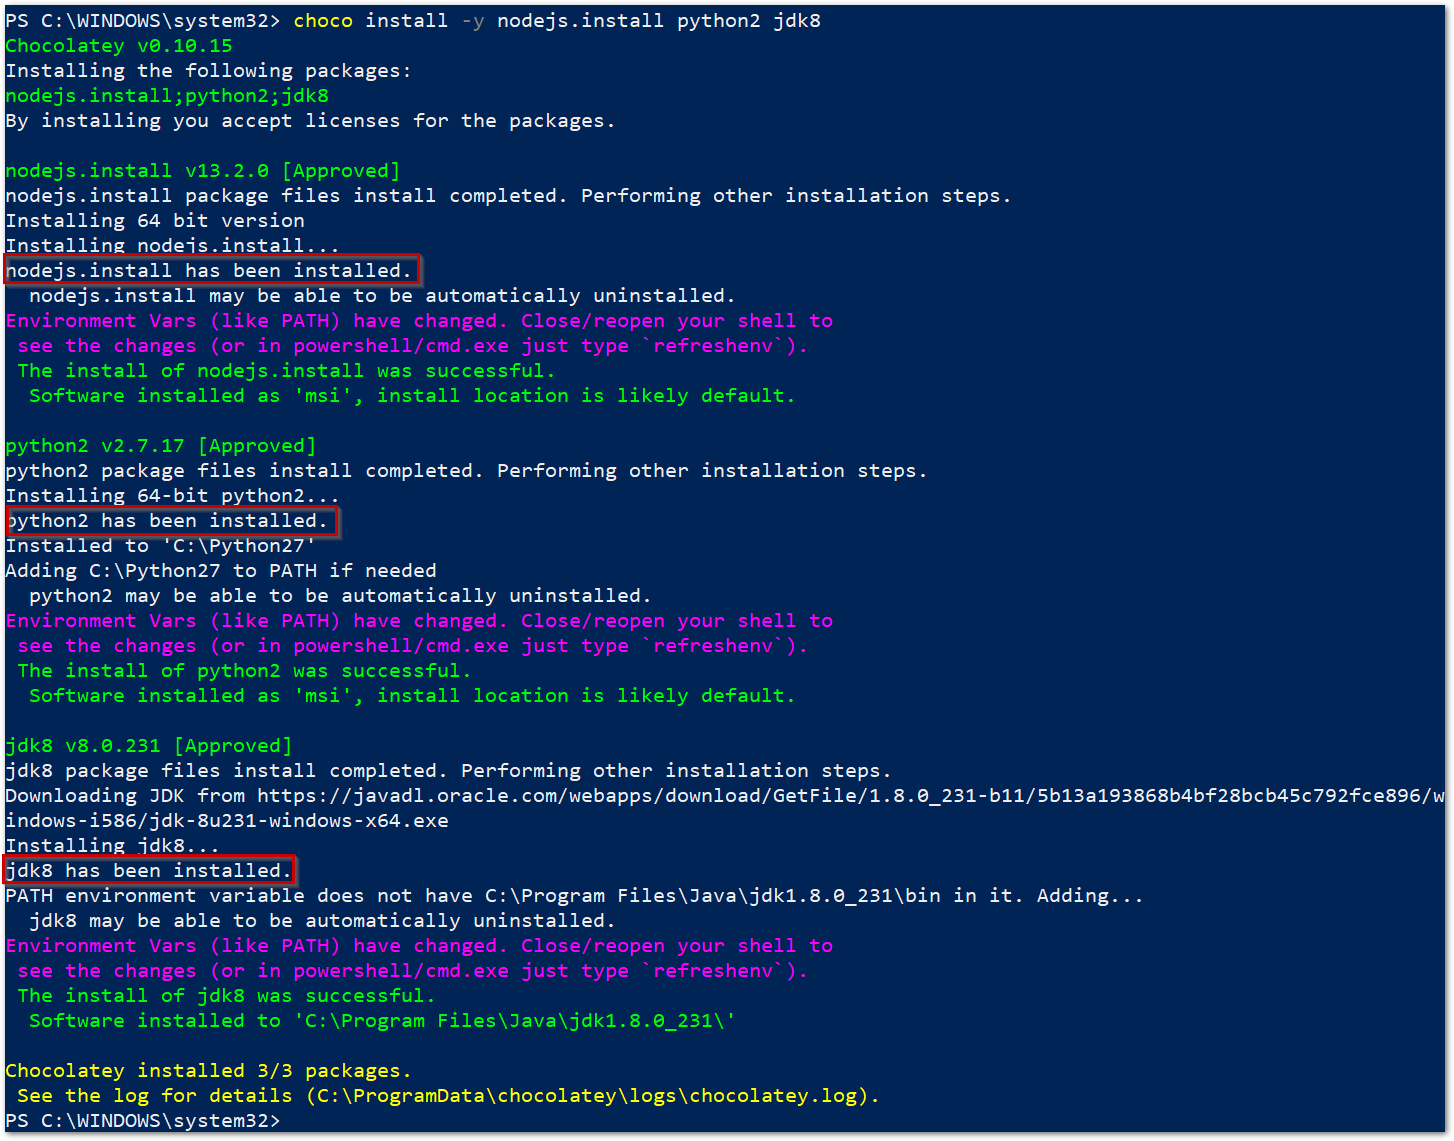 PS C:\WINDOWS\system32> choco install -y nodejs.install python2 jdk8
Chocolatey v0.10.15
Installing the following packages:
nodejs.install;python2;jdk8
By installing you accept licenses for the packages.
nodejs.install v13.2.0 [Approved]
nodejs.install package files install completed. Performing other installation steps.
Installing 64 bit version
Installing nodejs.install...
nodejs.install has been installed.
  nodejs.install may be able to be automatically uninstalled.
Environment Vars (like PATH) have changed. Close/reopen your shell to
 see the changes (or in powershell/cmd.exe just type `refreshenv`).
 The install of nodejs.install was successful.
  Software installed as 'msi', install location is likely default.
python2 v2.7.17 [Approved]
python2 package files install completed. Performing other installation steps.
Installing 64-bit python2...
python2 has been installed.
Installed to 'C:\Python27'
Adding C:\Python27 to PATH if needed
  python2 may be able to be automatically uninstalled.
Environment Vars (like PATH) have changed. Close/reopen your shell to
 see the changes (or in powershell/cmd.exe just type `refreshenv`).
 The install of python2 was successful.
  Software installed as 'msi', install location is likely default.
jdk8 v8.0.231 [Approved]
jdk8 package files install completed. Performing other installation steps.
Downloading JDK from https://javadl.oracle.com/webapps/download/GetFile/1.8.0_231-b11/5b13a193868b4bf28bcb45c792fce896/w
indows-i586/jdk-8u231-windows-x64.exe
Installing jdk8...
jdk8 has been installed.
PATH environment variable does not have C:\Program Files\Java\jdk1.8.0_231\bin in it. Adding...
  jdk8 may be able to be automatically uninstalled.
Environment Vars (like PATH) have changed. Close/reopen your shell to
 see the changes (or in powershell/cmd.exe just type `refreshenv`).
 The install of jdk8 was successful.
  Software installed to 'C:\Program Files\Java\jdk1.8.0_231\'
Chocolatey installed 3/3 packages.
 See the log for details (C:\ProgramData\chocolatey\logs\chocolatey.log).
PS C:\WINDOWS\system32>